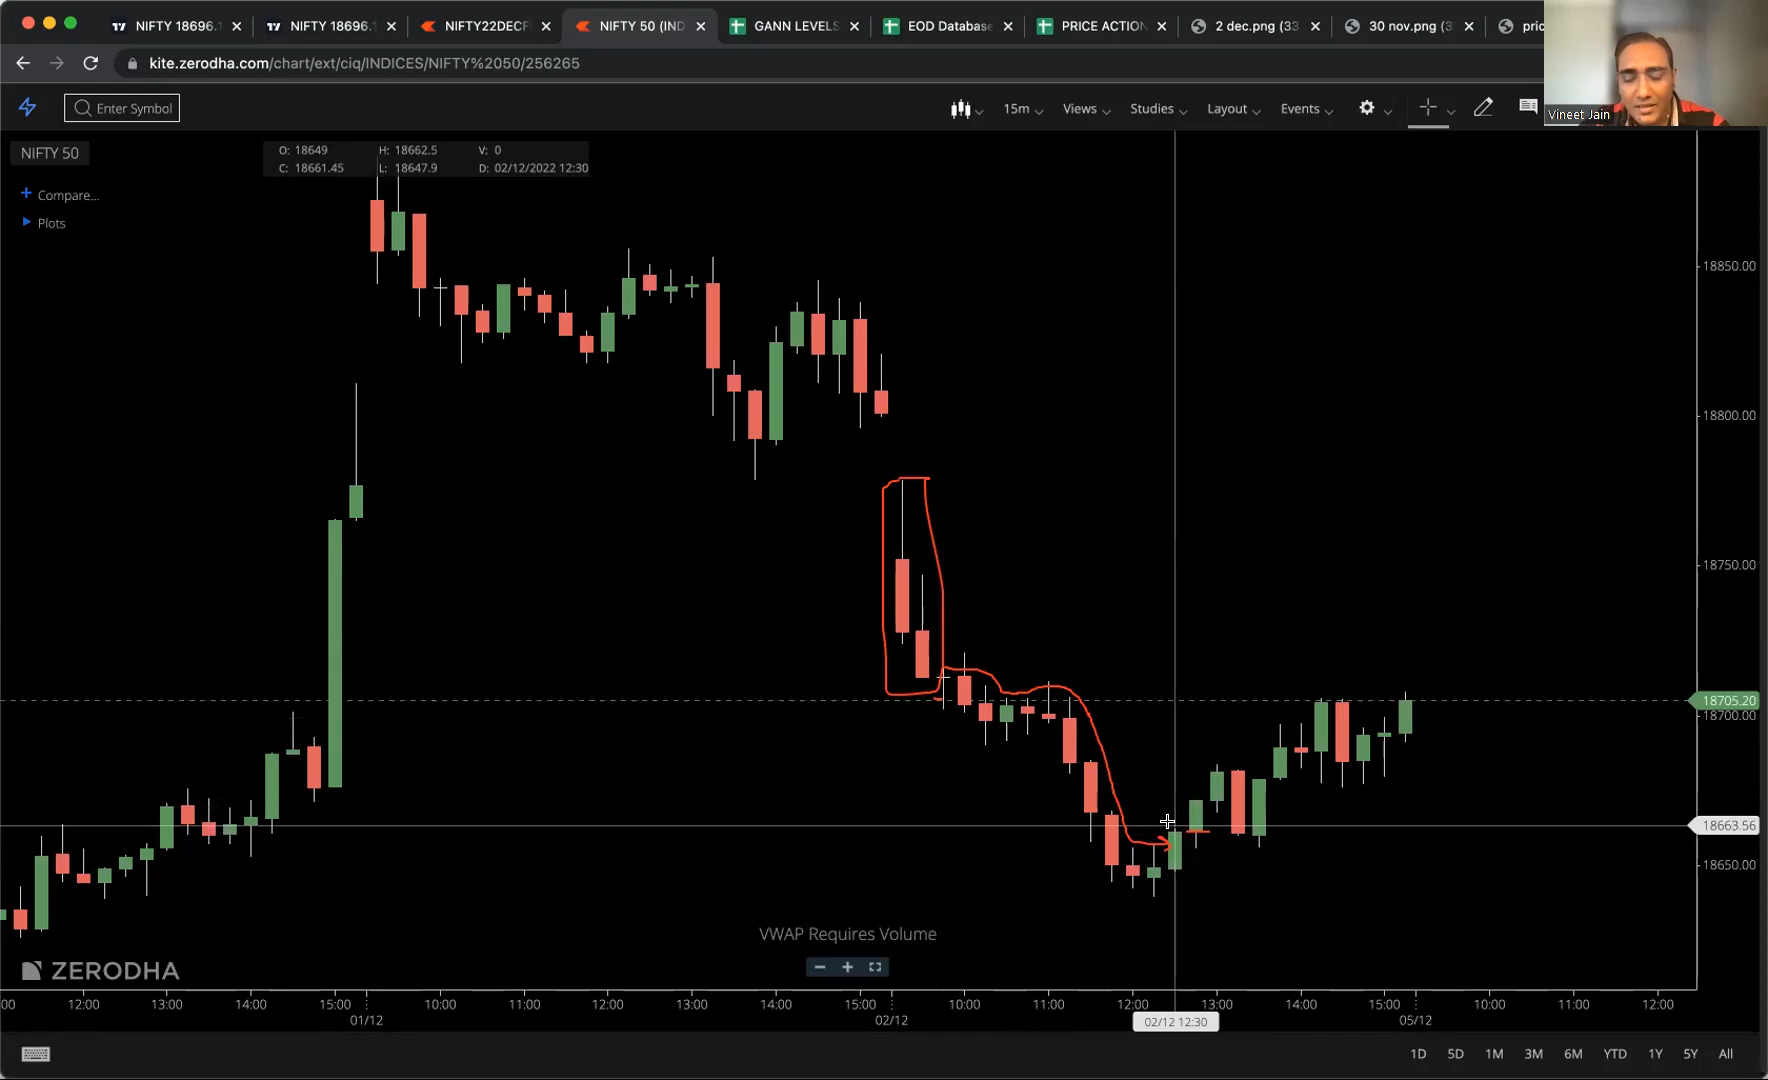 NIFTY 18696.1
NIFTY 18696.1
NIFTY22DECF
NIFTY 50 (IND
GANN LEVELS
EOD Database
PRICE ACTION
2 dec.png (33
30 nov.png (3
pric
kite.zerodha.com/chart/ext/ciq/INDICES/NIFTY%2050/256265
Vineet Jain
Enter Symbol
15m
Views
Studies
Layout
Events
NIFTY 50
O: 18649 H: 18662.5 V: 0
C: 18661.45 L: 18647.9 D: 02/12/2022 12:30
Compare...
Plots
18850.00
18800.00
18750.00
18705.20
18700.00
18663.56
18650.00
VWAP Requires Volume
ZERODHA
:00 12:00 13:00 14:00 15:00 10:00 11:00 12:00 13:00 14:00 15:00 10:00 11:00 12:00 13:00 14:00 15:00 10:00 11:00 12:00
01/12 02/12 02/12 12:30 05/12
1D 5D 1M 3M 6M YTD 1Y 5Y All